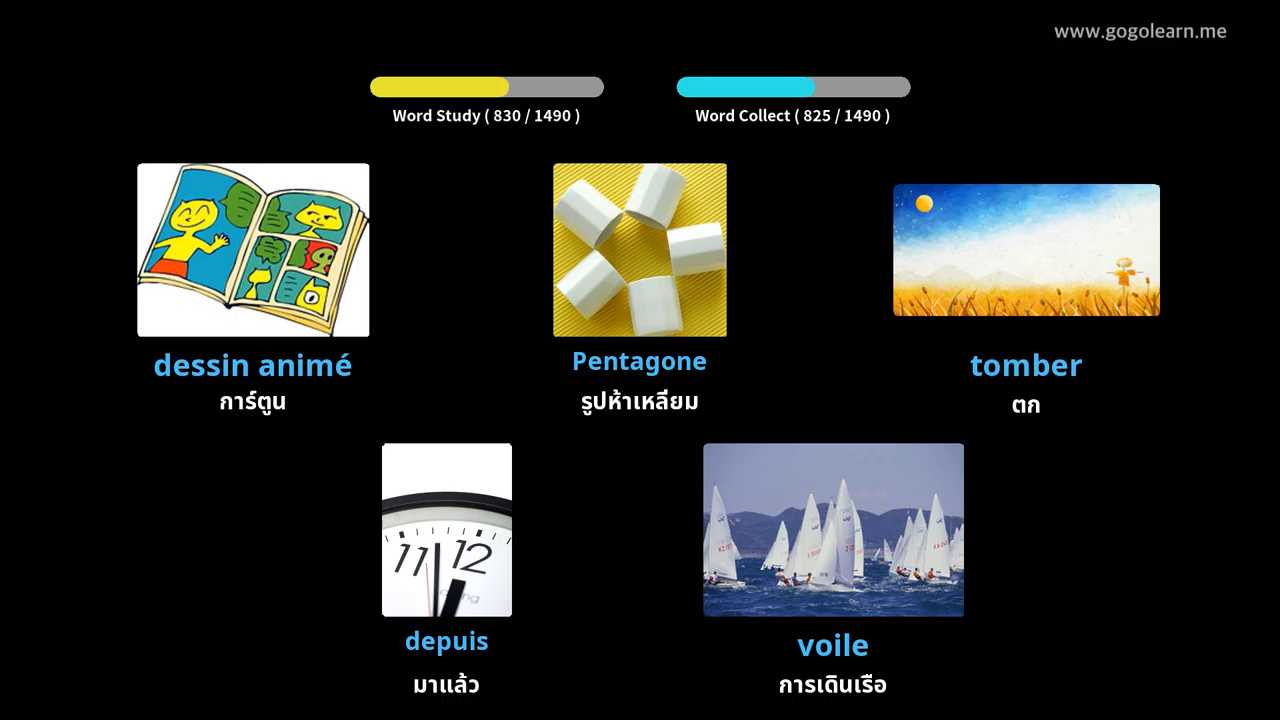 www.gogolearn.me
Word Study ( 830 / 1490 )
Word Collect ( 825 / 1490 )
dessin animé
การ์ตูน
Pentagone
รูปห้าเหลี่ยม
tomber
ตก
11 12
depuis
มาแล้ว
voile
การเดินเรือ